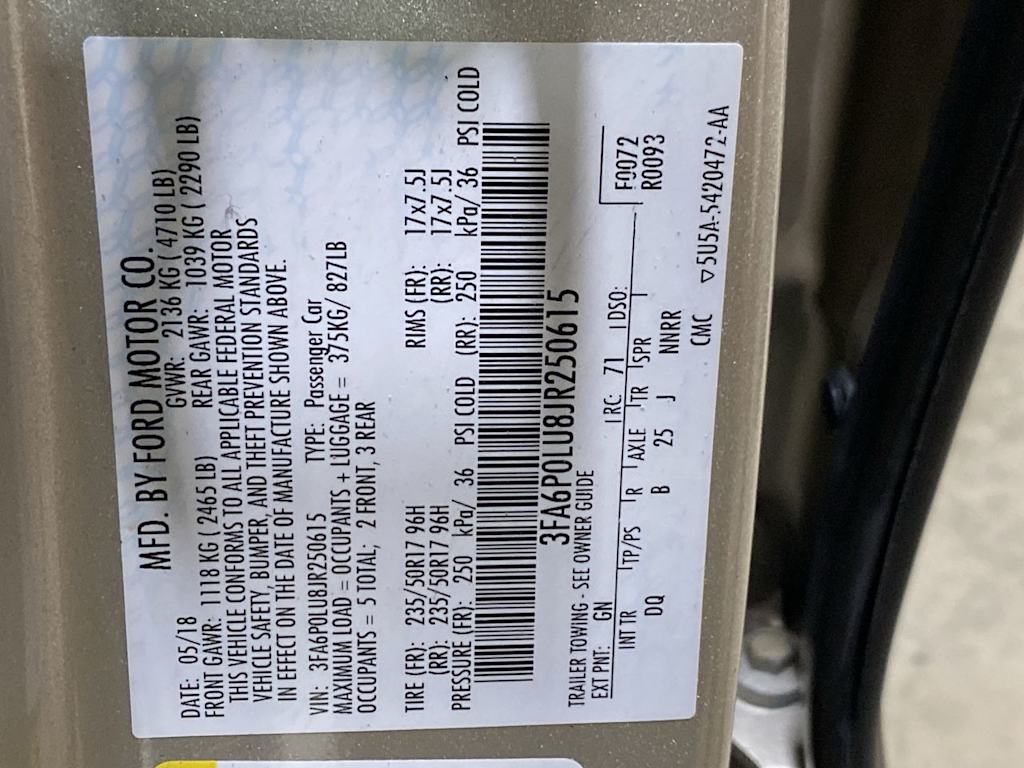 MFD. BY FORD MOTOR CO.
DATE: 05/18 GVWR: 2136 KG ( 4710 LB)
FRONT GAWR: 1118 KG ( 2465 LB) REAR GAWR: 1039 KG ( 2290 LB)
THIS VEHICLE CONFORMS TO ALL APPLICABLE FEDERAL MOTOR
VEHICLE SAFETY, BUMPER, AND THEFT PREVENTION STANDARDS
IN EFFECT ON THE DATE OF MANUFACTURE SHOWN ABOVE.
VIN: 3FA6P0LU8JR250615 TYPE: Passenger Car
MAXIMUM LOAD = OCCUPANTS + LUGGAGE = 375KG/ 827LB
OCCUPANTS = 5 TOTAL; 2 FRONT, 3 REAR
TIRE (FR): 235/50R17 96H RIMS (FR): 17x7.5J
(RR): 235/50R17 96H (RR): 17x7.5J
PRESSURE (FR): 250 kPa/ 36 PSI COLD (RR): 250 kPa/ 36 PSI COLD
3FA6P0LU8JR250615
TRAILER TOWING - SEE OWNER GUIDE
EXT PNT: GN RC: 71 DSO: F0072
INT TR TP/PS R AXLE TR SPR R0093
DQ B 25 J NNRR
CMC ▽5U5A-5420472-AA